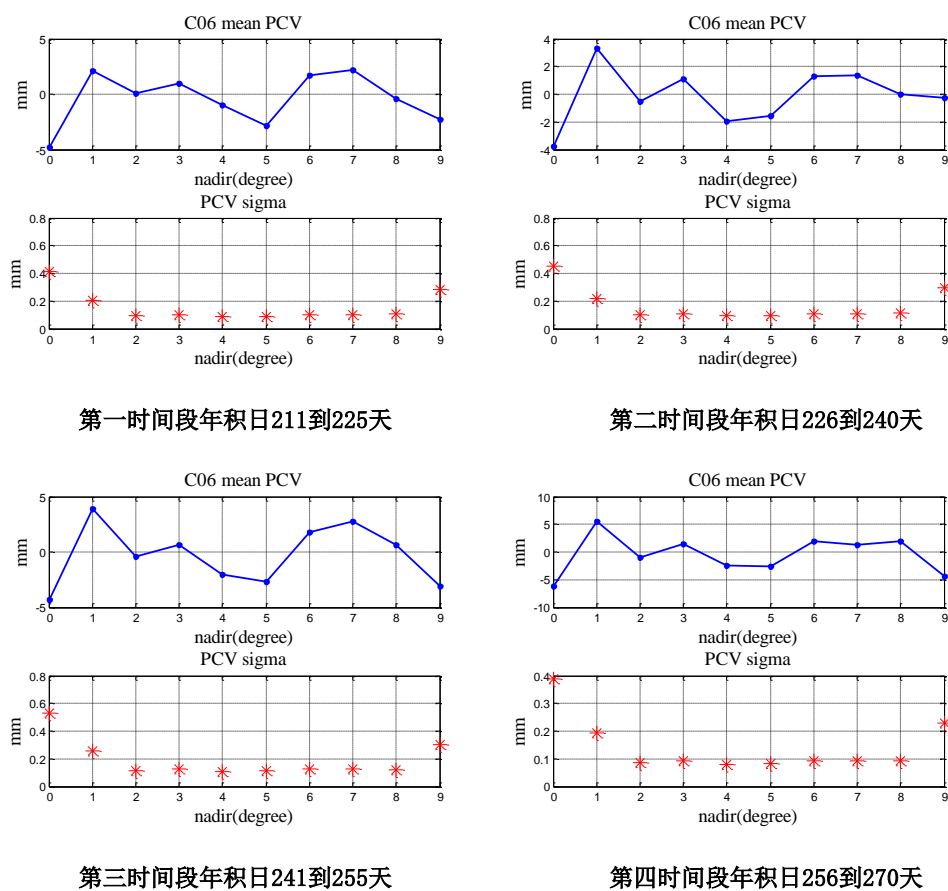 C06 mean PCV
5
0
-5
mm
0 1 2 3 4 5 6 7 8 9
nadir(degree)
PCV sigma
0.8
0.6
0.4
0.2
0
mm
0 1 2 3 4 5 6 7 8 9
nadir(degree)
第一时间段年积日211到225天
C06 mean PCV
4
2
0
-2
-4
mm
0 1 2 3 4 5 6 7 8 9
nadir(degree)
PCV sigma
0.8
0.6
0.4
0.2
0
mm
0 1 2 3 4 5 6 7 8 9
nadir(degree)
第二时间段年积日226到240天
C06 mean PCV
5
0
-5
mm
0 1 2 3 4 5 6 7 8 9
nadir(degree)
PCV sigma
0.8
0.6
0.4
0.2
0
mm
0 1 2 3 4 5 6 7 8 9
nadir(degree)
第三时间段年积日241到255天
C06 mean PCV
10
5
0
-5
-10
mm
0 1 2 3 4 5 6 7 8 9
nadir(degree)
PCV sigma
0.4
0.3
0.2
0.1
0
mm
0 1 2 3 4 5 6 7 8 9
nadir(degree)
第四时间段年积日256到270天